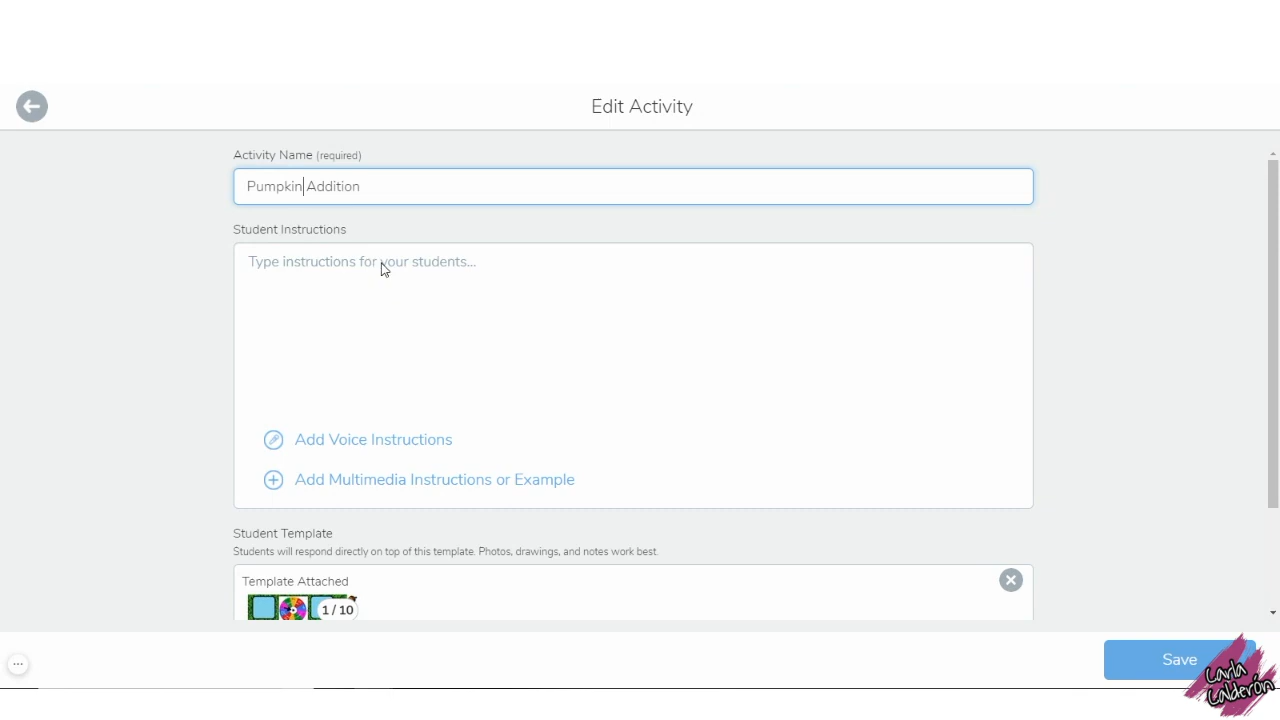 Edit Activity
Activity Name (required)
Pumpkin Addition
Student Instructions
Type instructions for your students...
Add Voice Instructions
Add Multimedia Instructions or Example
Student Template
Students will respond directly on top of this template. Photos, drawings, and notes work best.
Template Attached
1 / 10
Save
Carla
Calderón